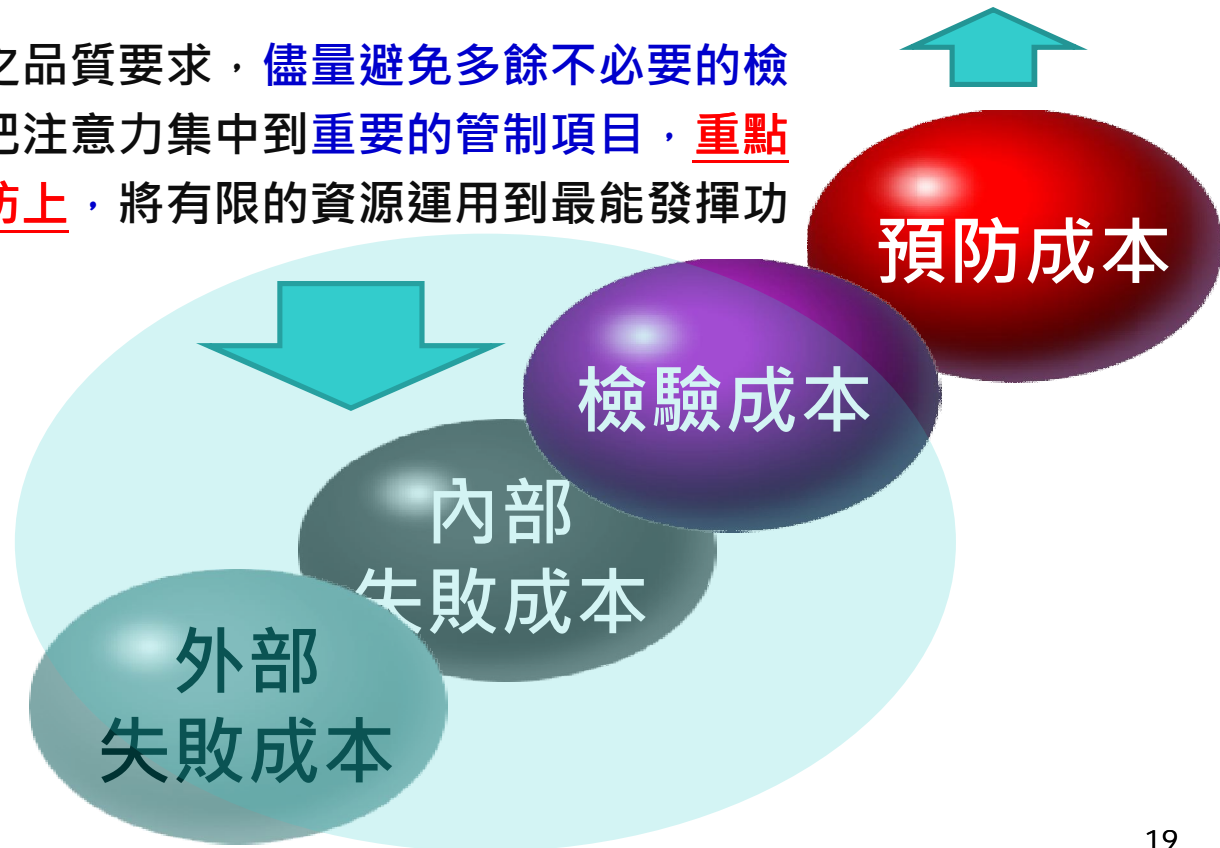 之品質要求，儘量避免多餘不必要的檢
把注意力集中到重要的管制項目，重點
防上，將有限的資源運用到最能發揮功
預防成本
檢驗成本
內部
失敗成本
外部
失敗成本
19